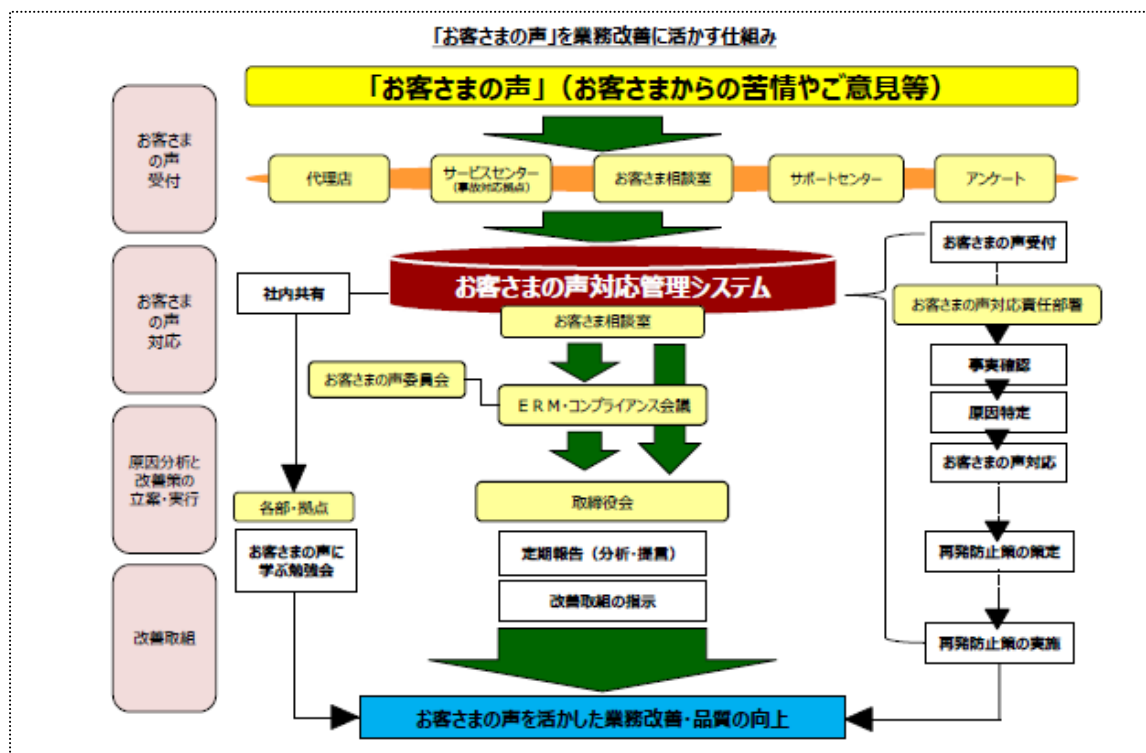 「お客さまの声」を業務改善に活かす仕組み
「お客さまの声」（お客さまからの苦情やご意見等）
お客さま
の声
受付
代理店
サービスセンター
（事故対応拠点）
お客さま相談室
サポートセンター
アンケート
お客さま
の声
対応
社内共有
お客さまの声対応管理システム
お客さま相談室
お客さまの声委員会
ＥＲＭ・コンプライアンス会議
お客さまの声受付
お客さまの声対応責任部署
事実確認
原因特定
お客さまの声対応
再発防止策の策定
再発防止策の実施
原因分析と
改善策の
立案・実行
各部・拠点
お客さまの声に
学ぶ勉強会
取締役会
定期報告（分析・提言）
改善取組の指示
改善取組
お客さまの声を活かした業務改善・品質の向上